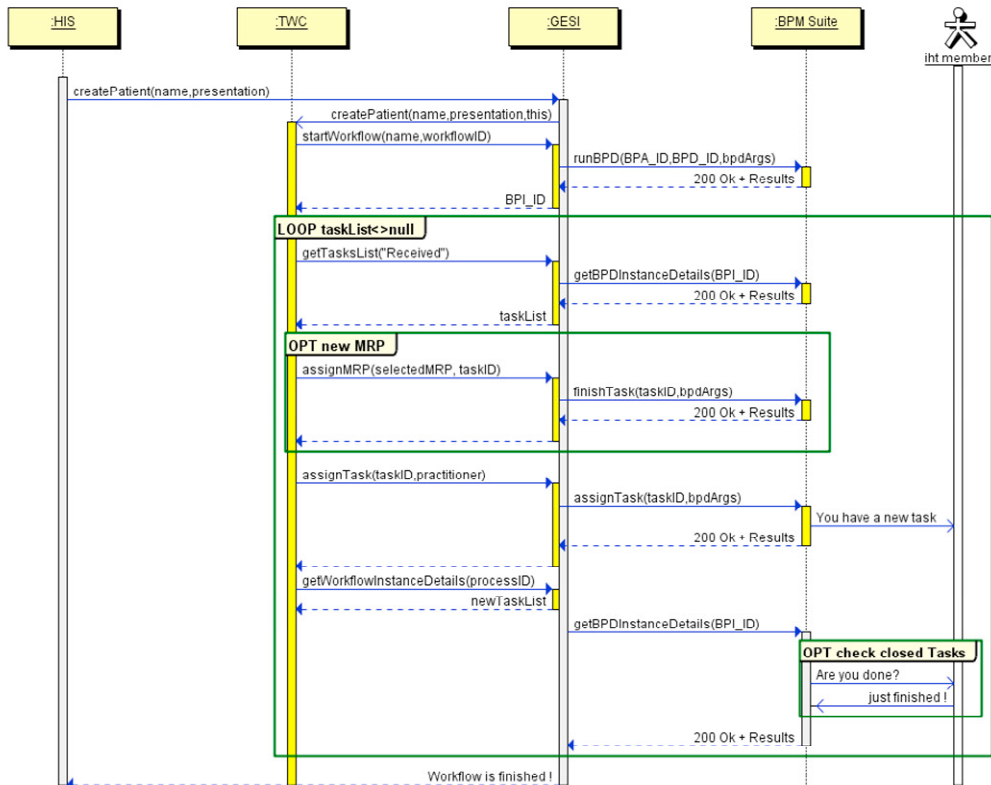 :HIS
:TWC
:GESI
:BPM Suite
iht member
createPatient(name,presentation)
createPatient(name,presentation,this)
startWorkflow(name,workflowID)
runBPD(BPA_ID,BPD_ID,bpdArgs)
200 Ok + Results
BPI_ID
LOOP taskList<>null
getTasksList("Received")
getBPDInstanceDetails(BPI_ID)
200 Ok + Results
taskList
OPT new MRP
assignMRP(selectedMRP, taskID)
finishTask(taskID,bpdArgs)
200 Ok + Results
assignTask(taskID,practitioner)
assignTask(taskID,bpdArgs)
You have a new task
200 Ok + Results
getWorkflowInstanceDetails(processID)
newTaskList
getBPDInstanceDetails(BPI_ID)
OPT check closed Tasks
Are you done?
just finished !
200 Ok + Results
Workflow is finished !